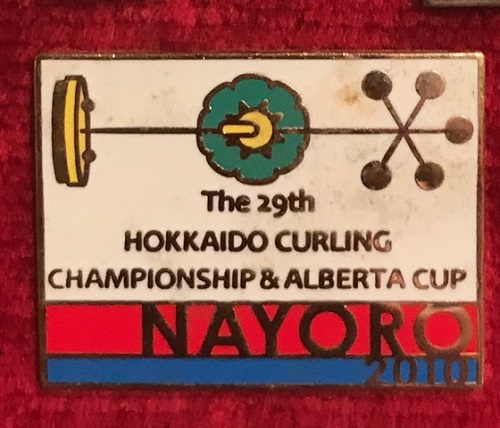 The 29th
HOKKAIDO CURLING
CHAMPIONSHIP & ALBERTA CUP
NAYORO
2010